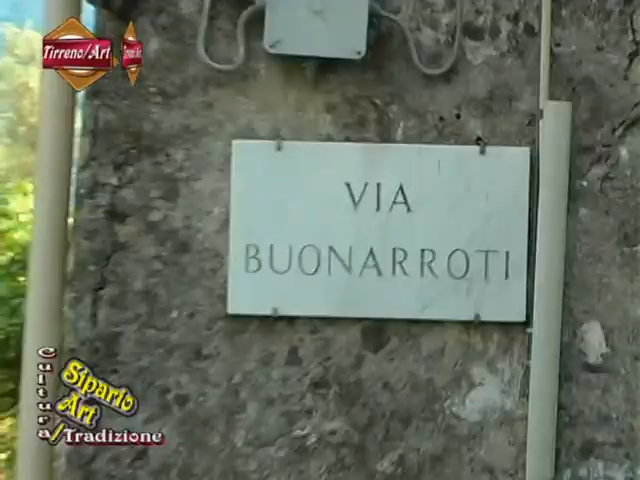 Tirreno/Art
VIA
BUONARROTI
Cultura
Sipario
Art
/Tradizione